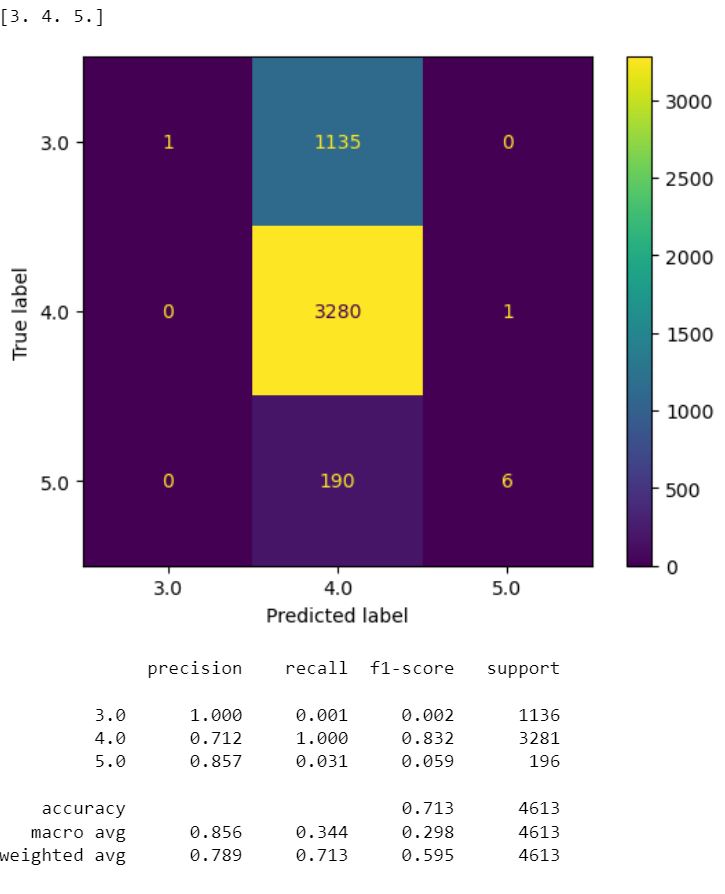 [3. 4. 5.]
3.0 1 1135 0 3000
2500
2000
True label
4.0 0 3280 1 1500
1000
5.0 0 190 6 500
0
3.0 4.0 5.0
Predicted label
precision recall f1-score support
3.0 1.000 0.001 0.002 1136
4.0 0.712 1.000 0.832 3281
5.0 0.857 0.031 0.059 196
accuracy 0.713 4613
macro avg 0.856 0.344 0.298 4613
weighted avg 0.789 0.713 0.595 4613